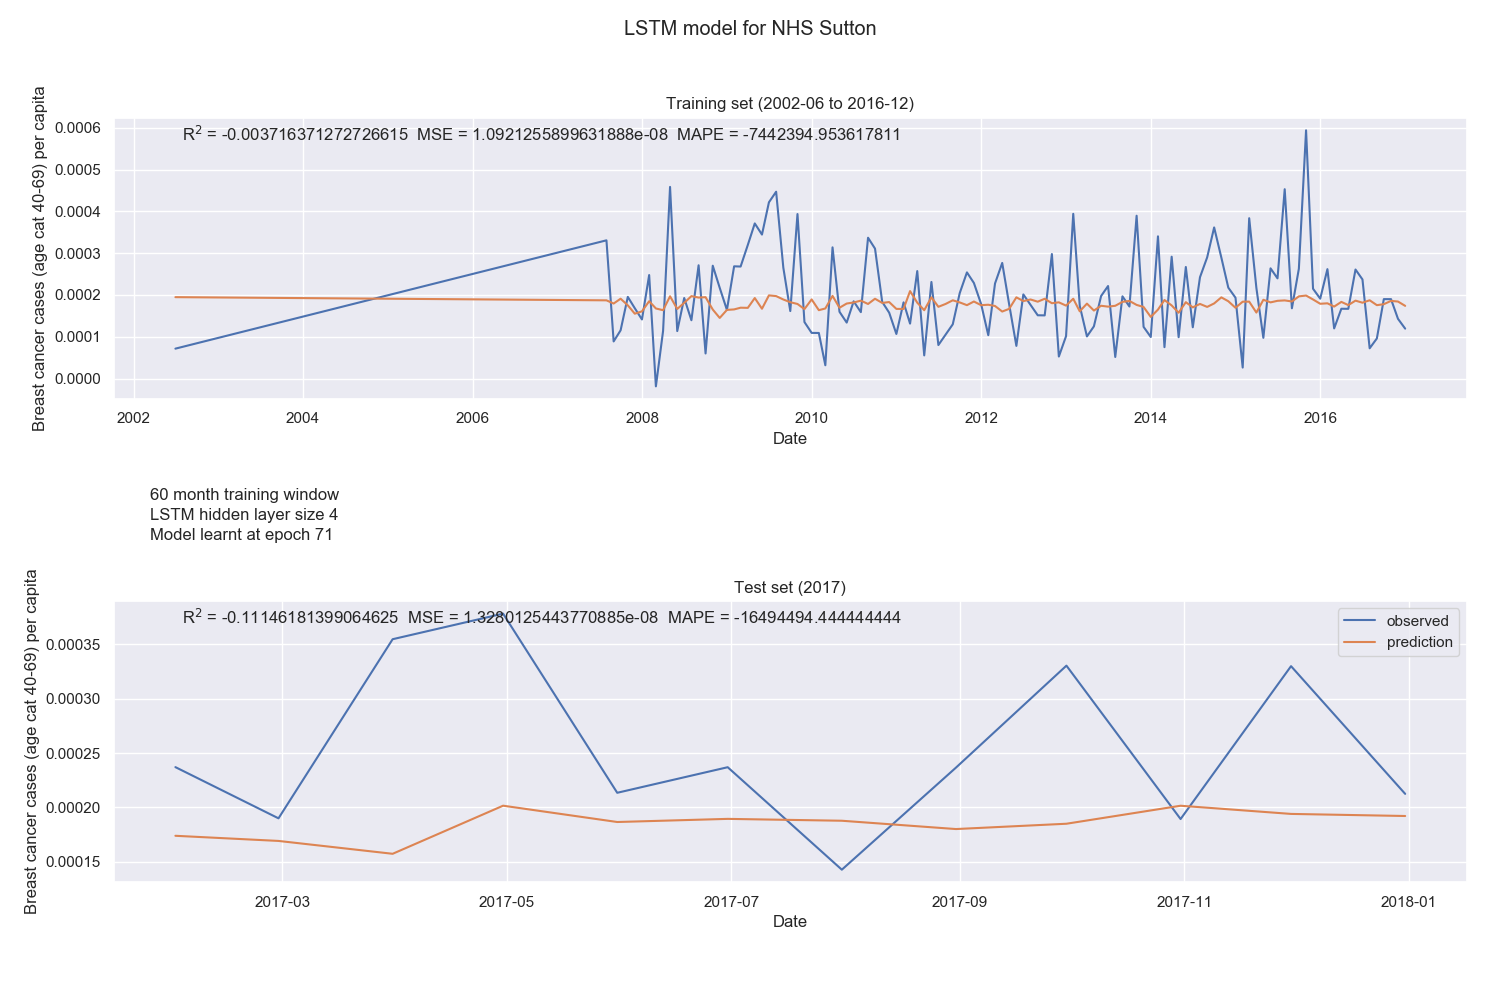 LSTM model for NHS Sutton
Training set (2002-06 to 2016-12)
R² = -0.003716371272726615 MSE = 1.0921255899631888e-08 MAPE = -7442394.953617811
Breast cancer cases (age cat 40-69) per capita
0.0006
0.0005
0.0004
0.0003
0.0002
0.0001
0.0000
2002 2004 2006 2008 2010 2012 2014 2016
Date
60 month training window
LSTM hidden layer size 4
Model learnt at epoch 71
Test set (2017)
R² = -0.11146181399064625 MSE = 1.3280125443770885e-08 MAPE = -16494494.444444444
observed
prediction
Breast cancer cases (age cat 40-69) per capita
0.00035
0.00030
0.00025
0.00020
0.00015
2017-03 2017-05 2017-07 2017-09 2017-11 2018-01
Date